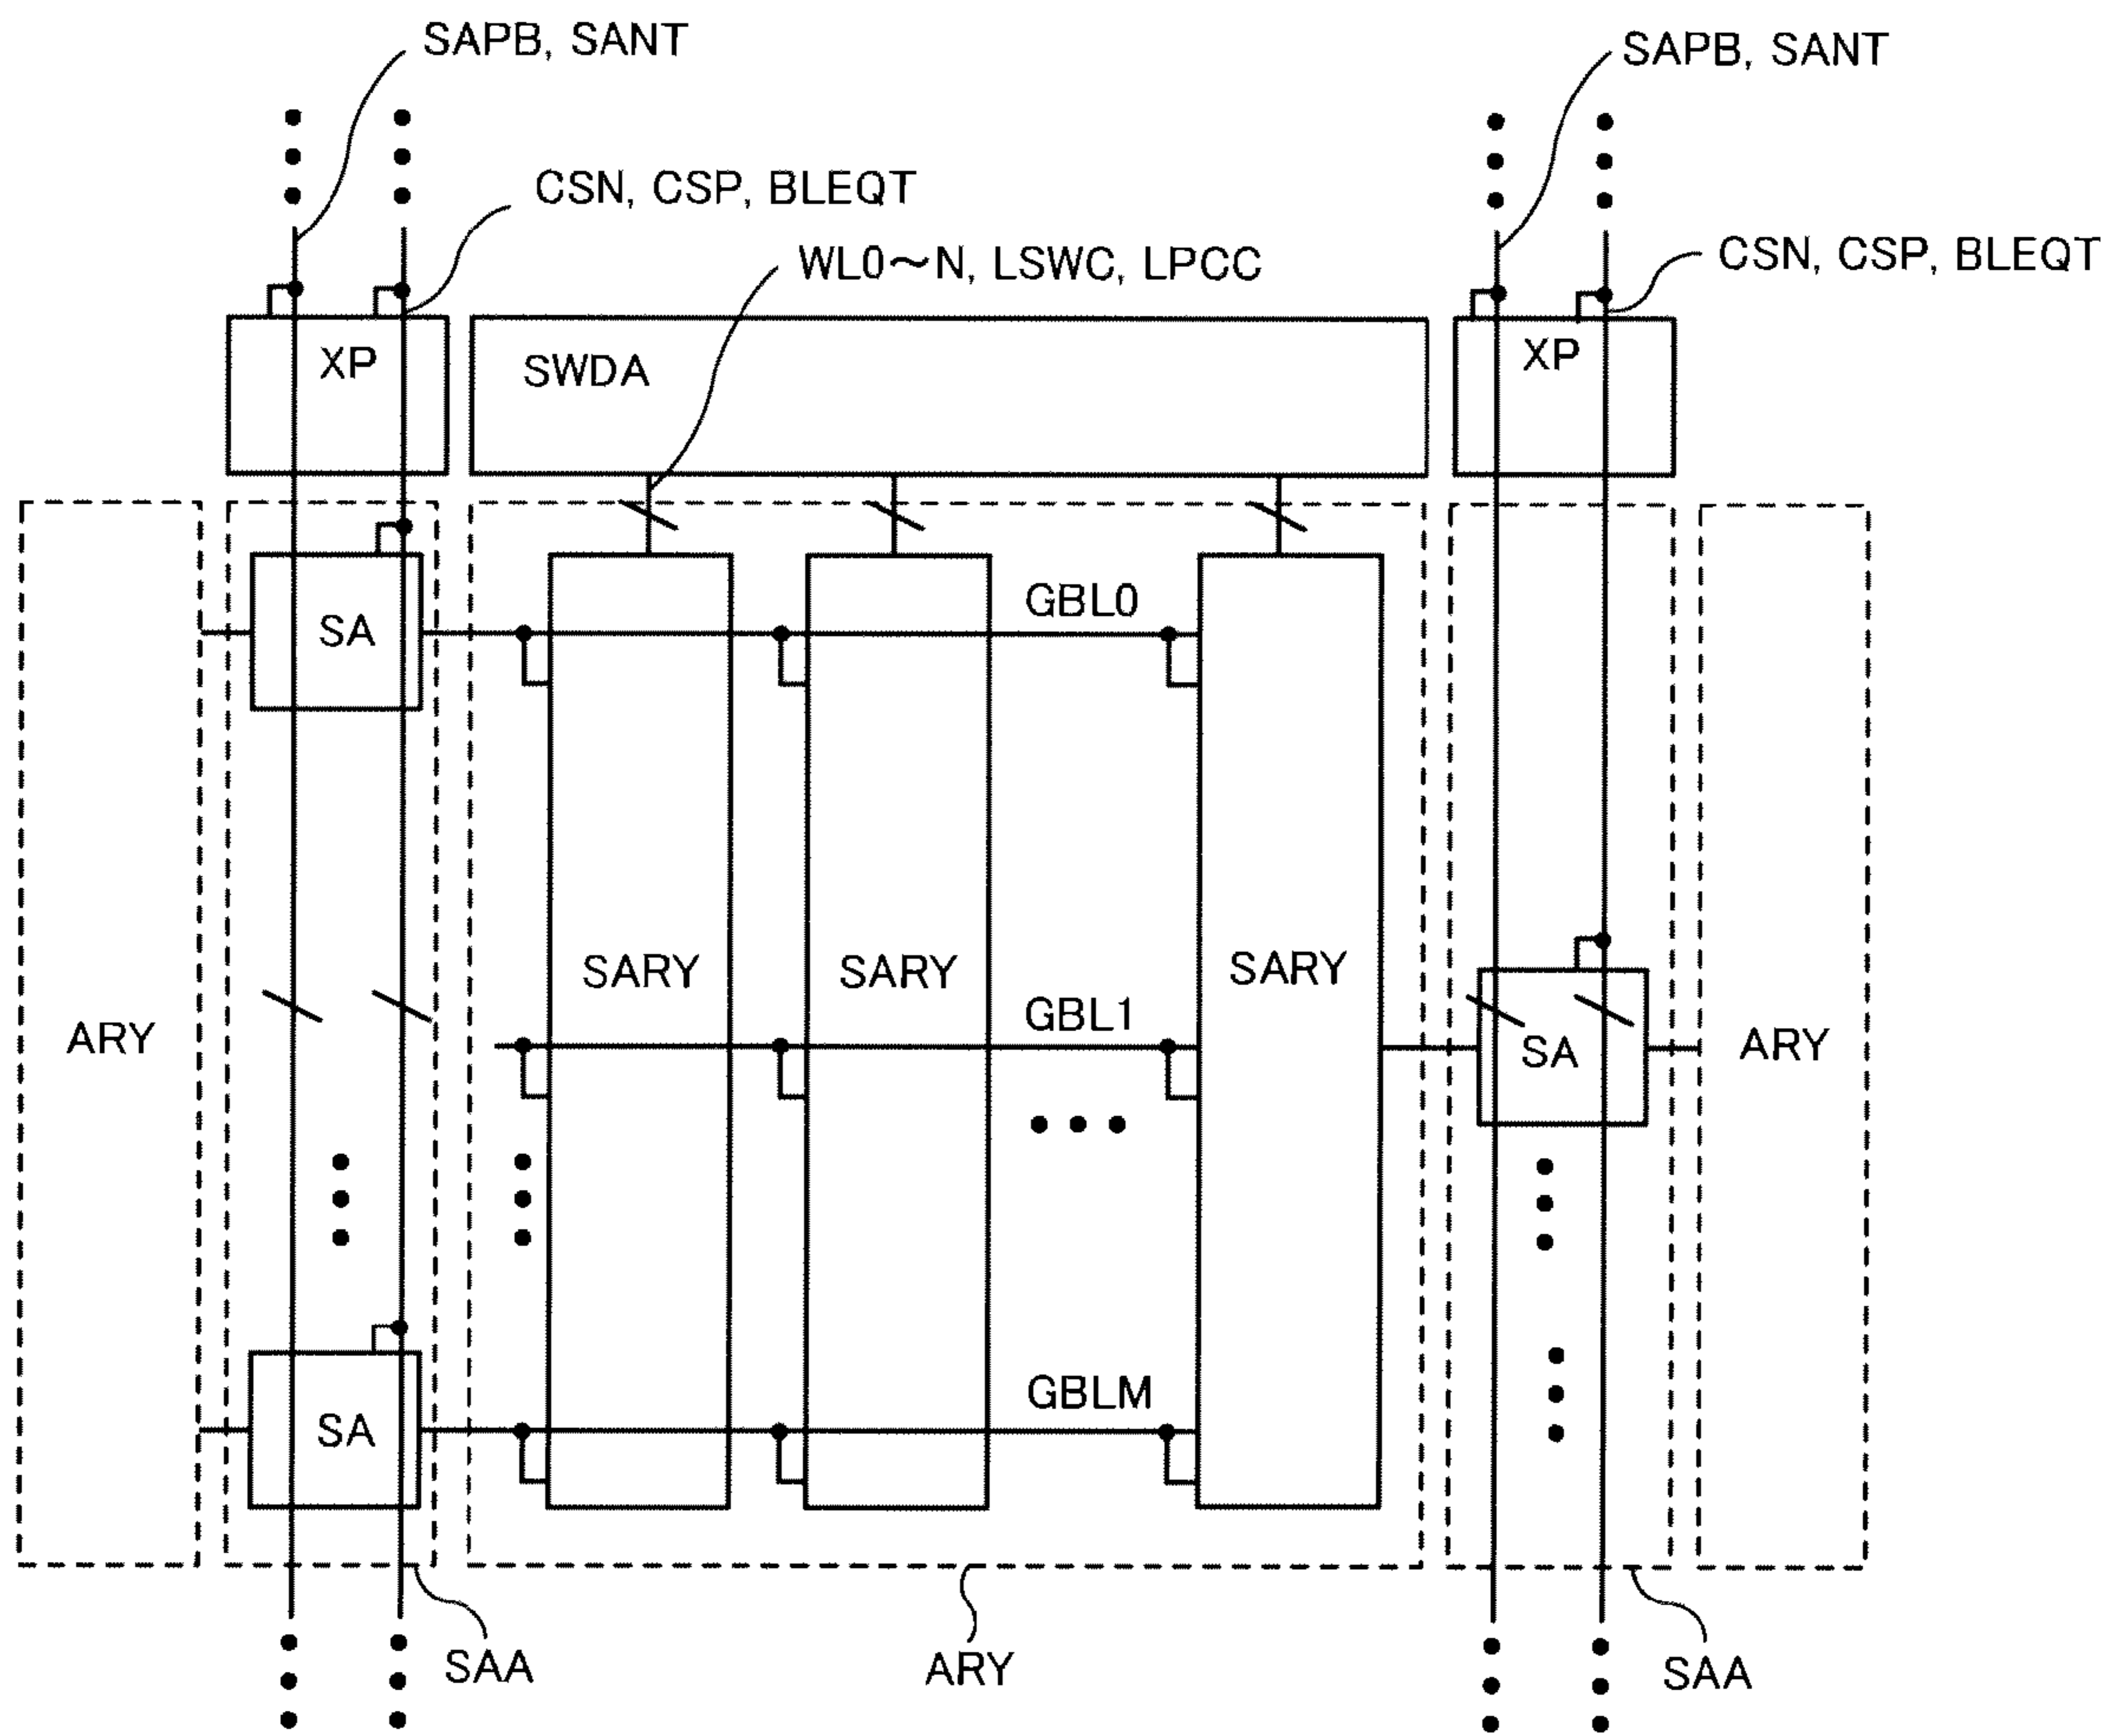 SAPB, SANT
SAPB, SANT
CSN, CSP, BLEQT
WL0～N, LSWC, LPCC
CSN, CSP, BLEQT
XP
SWDA
XP
GBL0
SA
SARY
SARY
SARY
GBL1
ARY
SA
ARY
GBLM
SA
SAA
ARY
SAA